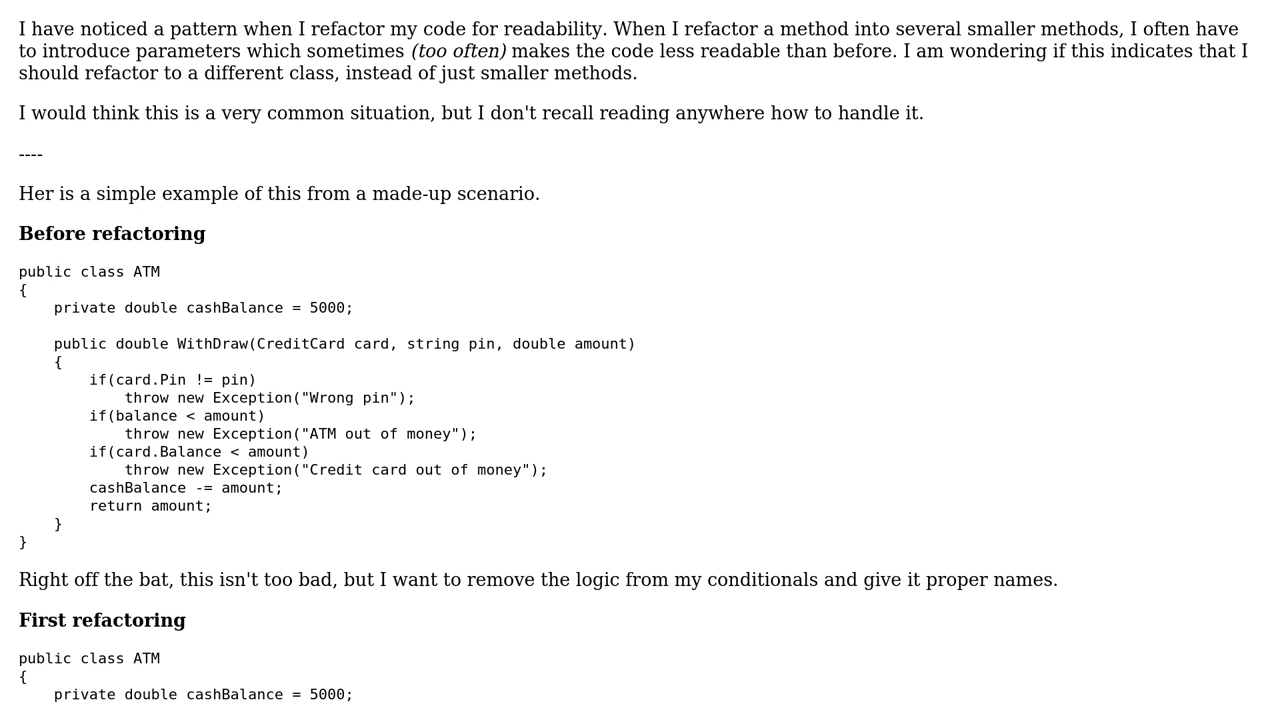 I have noticed a pattern when I refactor my code for readability. When I refactor a method into several smaller methods, I often have
to introduce parameters which sometimes (too often) makes the code less readable than before. I am wondering if this indicates that I
should refactor to a different class, instead of just smaller methods.
I would think this is a very common situation, but I don't recall reading anywhere how to handle it.
----
Her is a simple example of this from a made-up scenario.
Before refactoring
public class ATM
{
    private double cashBalance = 5000;
    public double WithDraw(CreditCard card, string pin, double amount)
    {
        if(card.Pin != pin)
            throw new Exception("Wrong pin");
        if(balance < amount)
            throw new Exception("ATM out of money");
        if(card.Balance < amount)
            throw new Exception("Credit card out of money");
        cashBalance -= amount;
        return amount;
    }
}
Right off the bat, this isn't too bad, but I want to remove the logic from my conditionals and give it proper names.
First refactoring
public class ATM
{
    private double cashBalance = 5000;